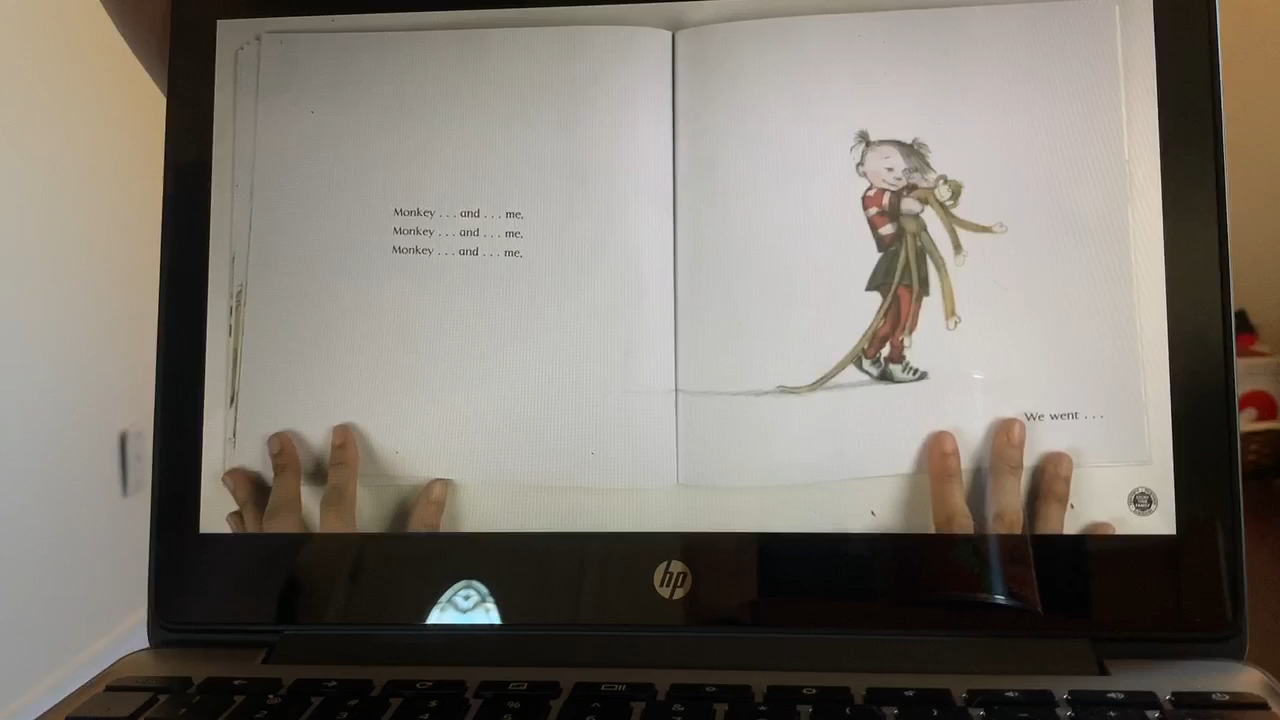 Monkey . . . and . . . me,
Monkey . . . and . . . me,
Monkey . . . and . . . me,
We went . . .
hp